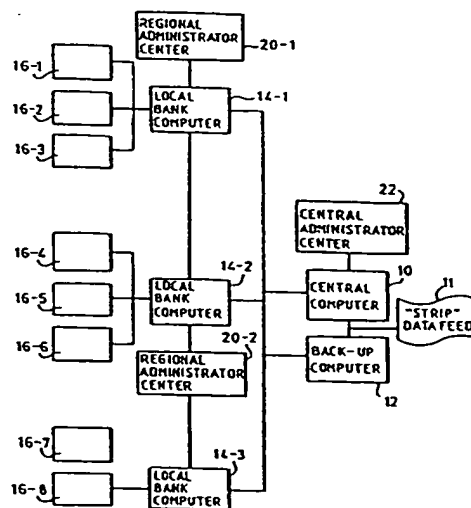 REGIONAL
ADMINISTRATOR
CENTER
20-1
16-1
LOCAL
BANK
COMPUTER
14-1
16-2
16-3
22
CENTRAL
ADMINISTRATOR
CENTER
16-4
14-2
10
11
LOCAL
BANK
COMPUTER
CENTRAL
COMPUTER
"STRIP"
DATA FEED
16-5
16-6
20-2
REGIONAL
ADMINISTRATOR
CENTER
BACK-UP
COMPUTER
12
16-7
14-3
LOCAL
BANK
COMPUTER
16-8